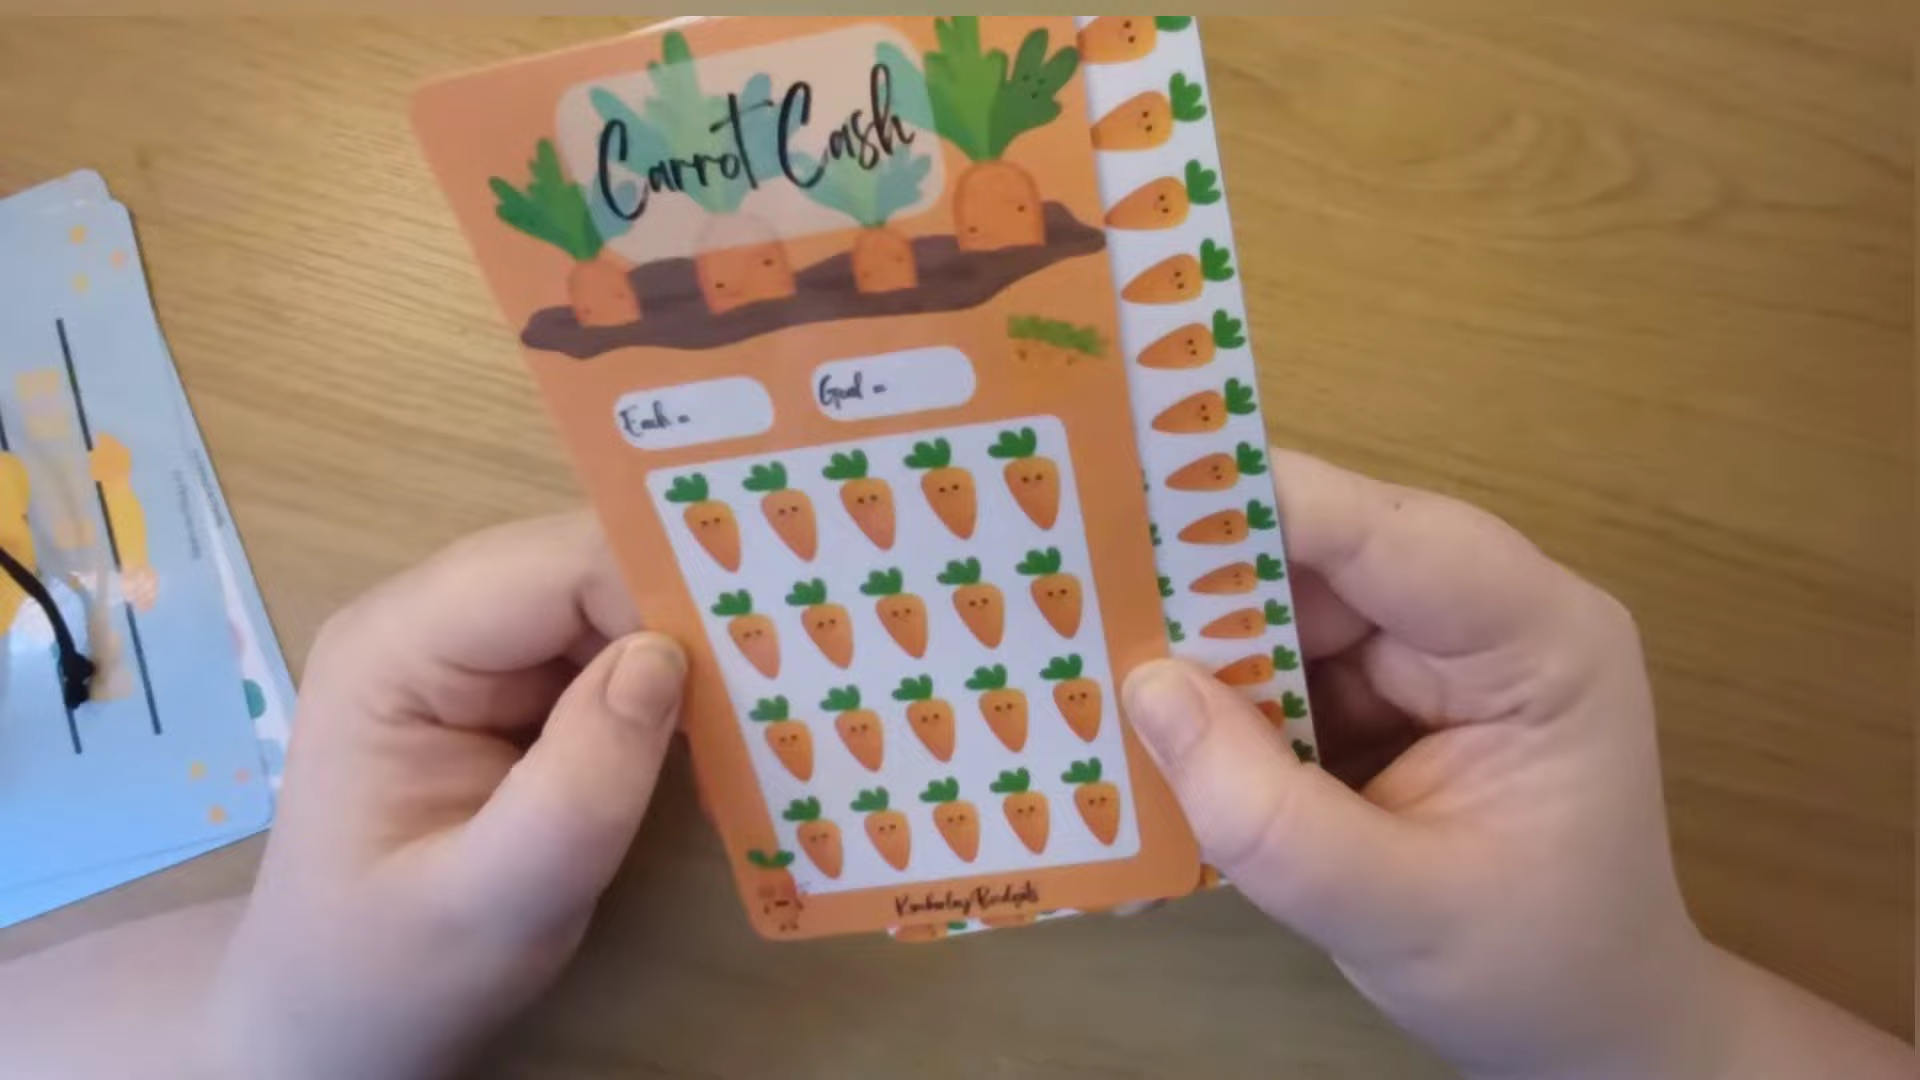 Carrot Cash
Each =
Goal =
KimberleyBudgets